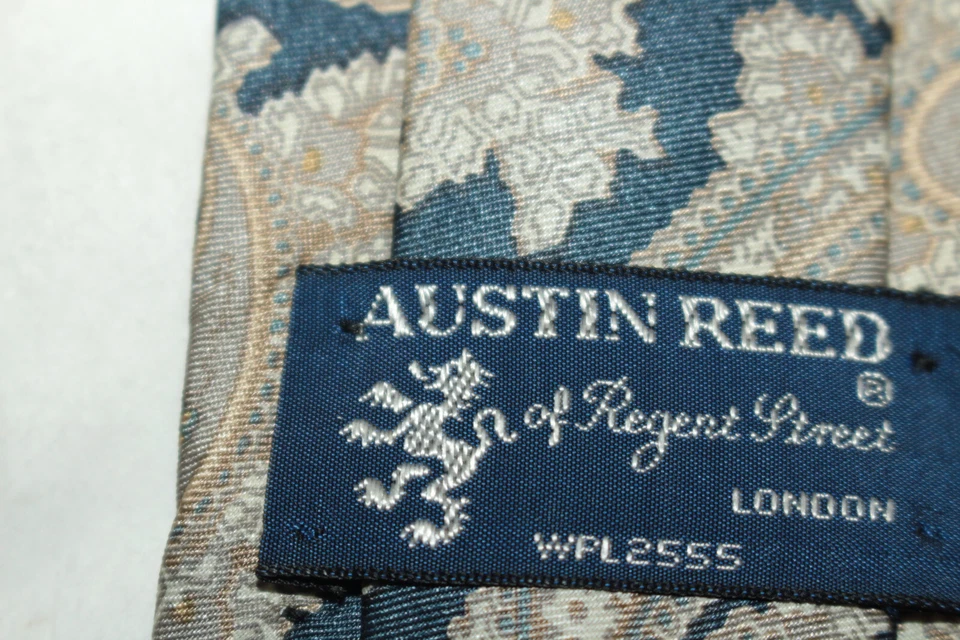 AUSTIN REED
®
of Regent Street
LONDON
WPL2555